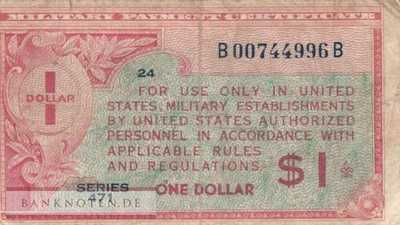 MILITARY PAYMENT CERTIFICATE
B00744996B
24
1
DOLLAR
FOR USE ONLY IN UNITED
STATES MILITARY ESTABLISHMENTS
BY UNITED STATES AUTHORIZED
PERSONNEL IN ACCORDANCE WITH
APPLICABLE RULES
AND REGULATIONS
$1
SERIES
471
ONE DOLLAR
BANKNOTEN.DE